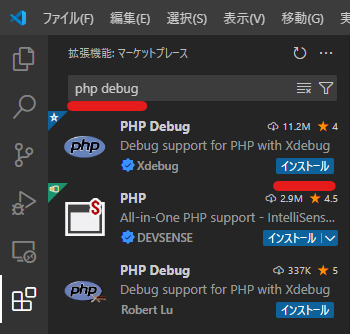 ファイル(F) 編集(E) 選択(S) 表示(V) 移動(G)
拡張機能: マーケットプレース
php debug
PHP Debug 11.2M 4
Debug support for PHP with Xdebug
Xdebug インストール
PHP 2.9M 4.5
All-in-One PHP support - IntelliSens...
DEVSENSE インストール
PHP Debug 337K 5
Debug support for PHP with Xdebug
Robert Lu インストール